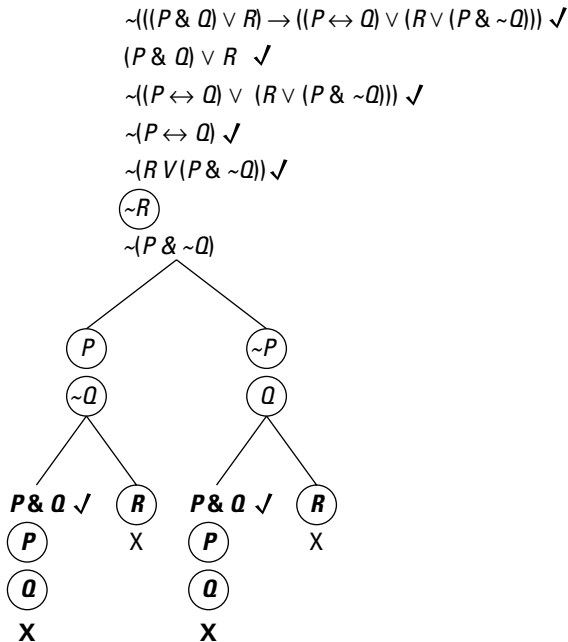 ~(((P & Q) ∨ R) → ((P ↔ Q) ∨ (R ∨ (P & ~Q))) ✓
(P & Q) ∨ R ✓
~((P ↔ Q) ∨ (R ∨ (P & ~Q))) ✓
~(P ↔ Q) ✓
~(R V (P & ~Q)) ✓
~R
~(P & ~Q)
P ~P
~Q Q
P & Q ✓ R P & Q ✓ R
P X P X
Q Q
X X